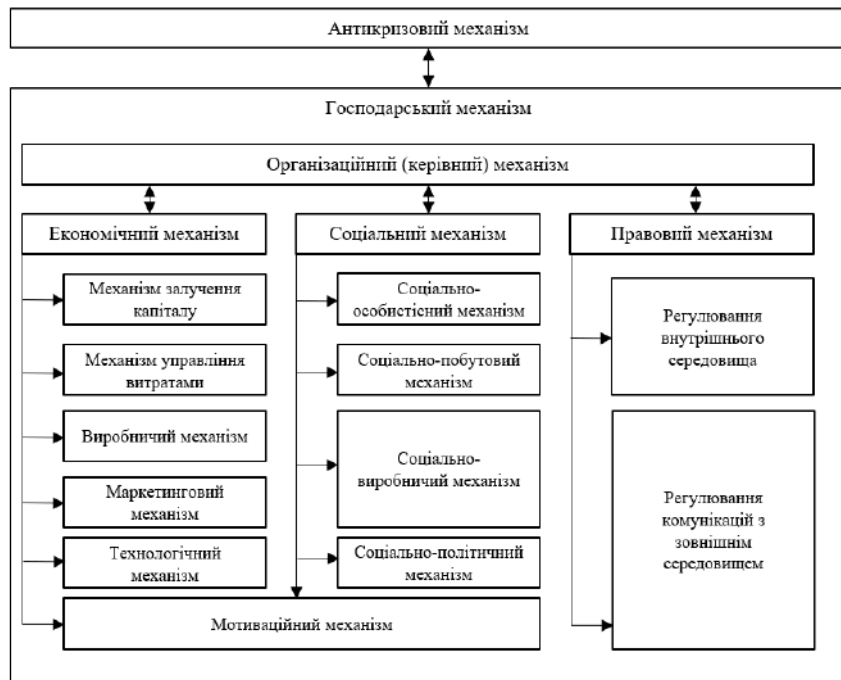 Антикризовий механізм
Господарський механізм
Організаційний (керівний) механізм
Економічний механізм
Соціальний механізм
Правовий механізм
Механізм залучення
капіталу
Механізм управління
витратами
Виробничий механізм
Маркетинговий
механізм
Технологічний
механізм
Соціально-
особистісний механізм
Соціально-побутовий
механізм
Соціально-
виробничий механізм
Соціально-політичний
механізм
Мотиваційний механізм
Регулювання
внутрішнього
середовища
Регулювання
комунікацій з
зовнішнім
середовищем